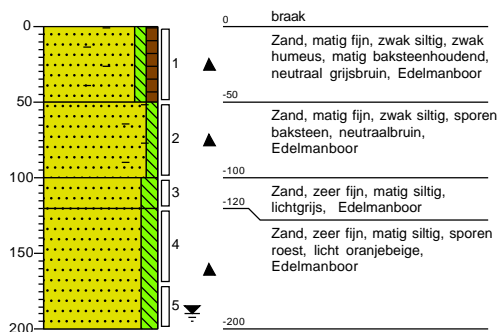 0
50
100
150
200
1
2
3
4
5
0 braak
Zand, matig fijn, zwak siltig, zwak
humeus, matig baksteenhoudend,
neutraal grijsbruin, Edelmanboor
-50
Zand, matig fijn, zwak siltig, sporen
baksteen, neutraalbruin,
Edelmanboor
-100
Zand, zeer fijn, matig siltig,
lichtgrijs, Edelmanboor
-120
Zand, zeer fijn, matig siltig, sporen
roest, licht oranjebeige,
Edelmanboor
-200